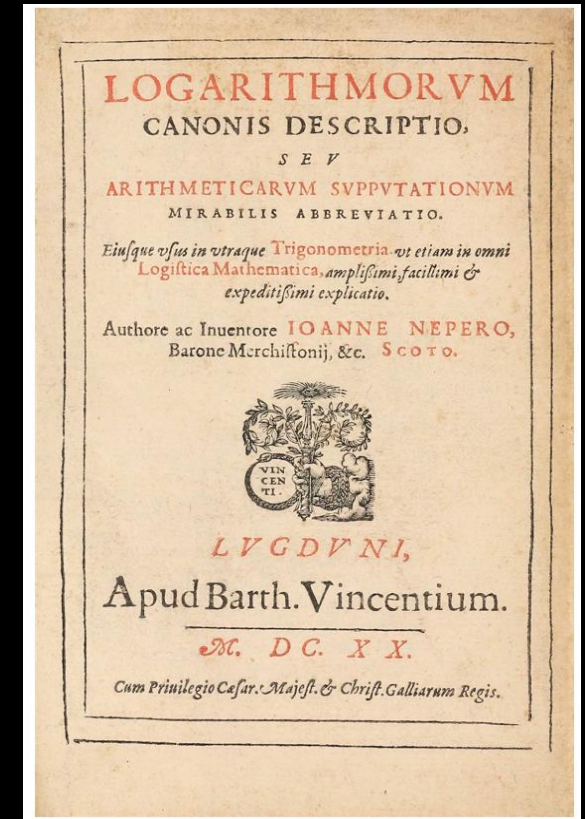 LOGARITHMORVM
CANONIS DESCRIPTIO,
SEV
ARITHMETICARVM SVPPVTATIONVM
MIRABILIS ABBREVIATIO.
Eiuſque vſus in vtraque Trigonometria vt etiam in omni
Logiſtica Mathematica, ampliſsimi, facillimi &
expeditiſsimi explicatio.
Authore ac Inuentore IOANNE NEPERO,
Barone Merchiſtonij, &c. SCOTO.
VIN
CEN
TI.
LVGDVNI,
Apud Barth. Vincentium.
M. DC. XX.
Cum Priuilegio Cæſar. Majeſt. & Chriſt. Galliarum Regis.